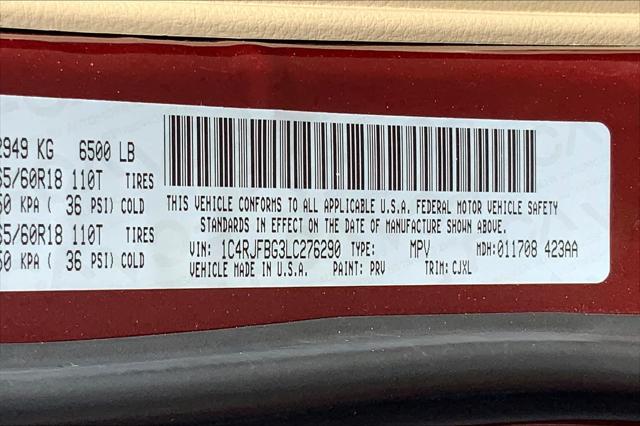 2949 KG 6500 LB
5/60R18 110T TIRES
50 KPA ( 36 PSI) COLD
5/60R18 110T TIRES
50 KPA ( 36 PSI) COLD
THIS VEHICLE CONFORMS TO ALL APPLICABLE U.S.A. FEDERAL MOTOR VEHICLE SAFETY
STANDARDS IN EFFECT ON THE DATE OF MANUFACTURE SHOWN ABOVE.
VIN: 1C4RJFBG3LC276290 TYPE: MPV MDH: 011708 423AA
VEHICLE MADE IN U.S.A. PAINT: PRV TRIM: CJXL